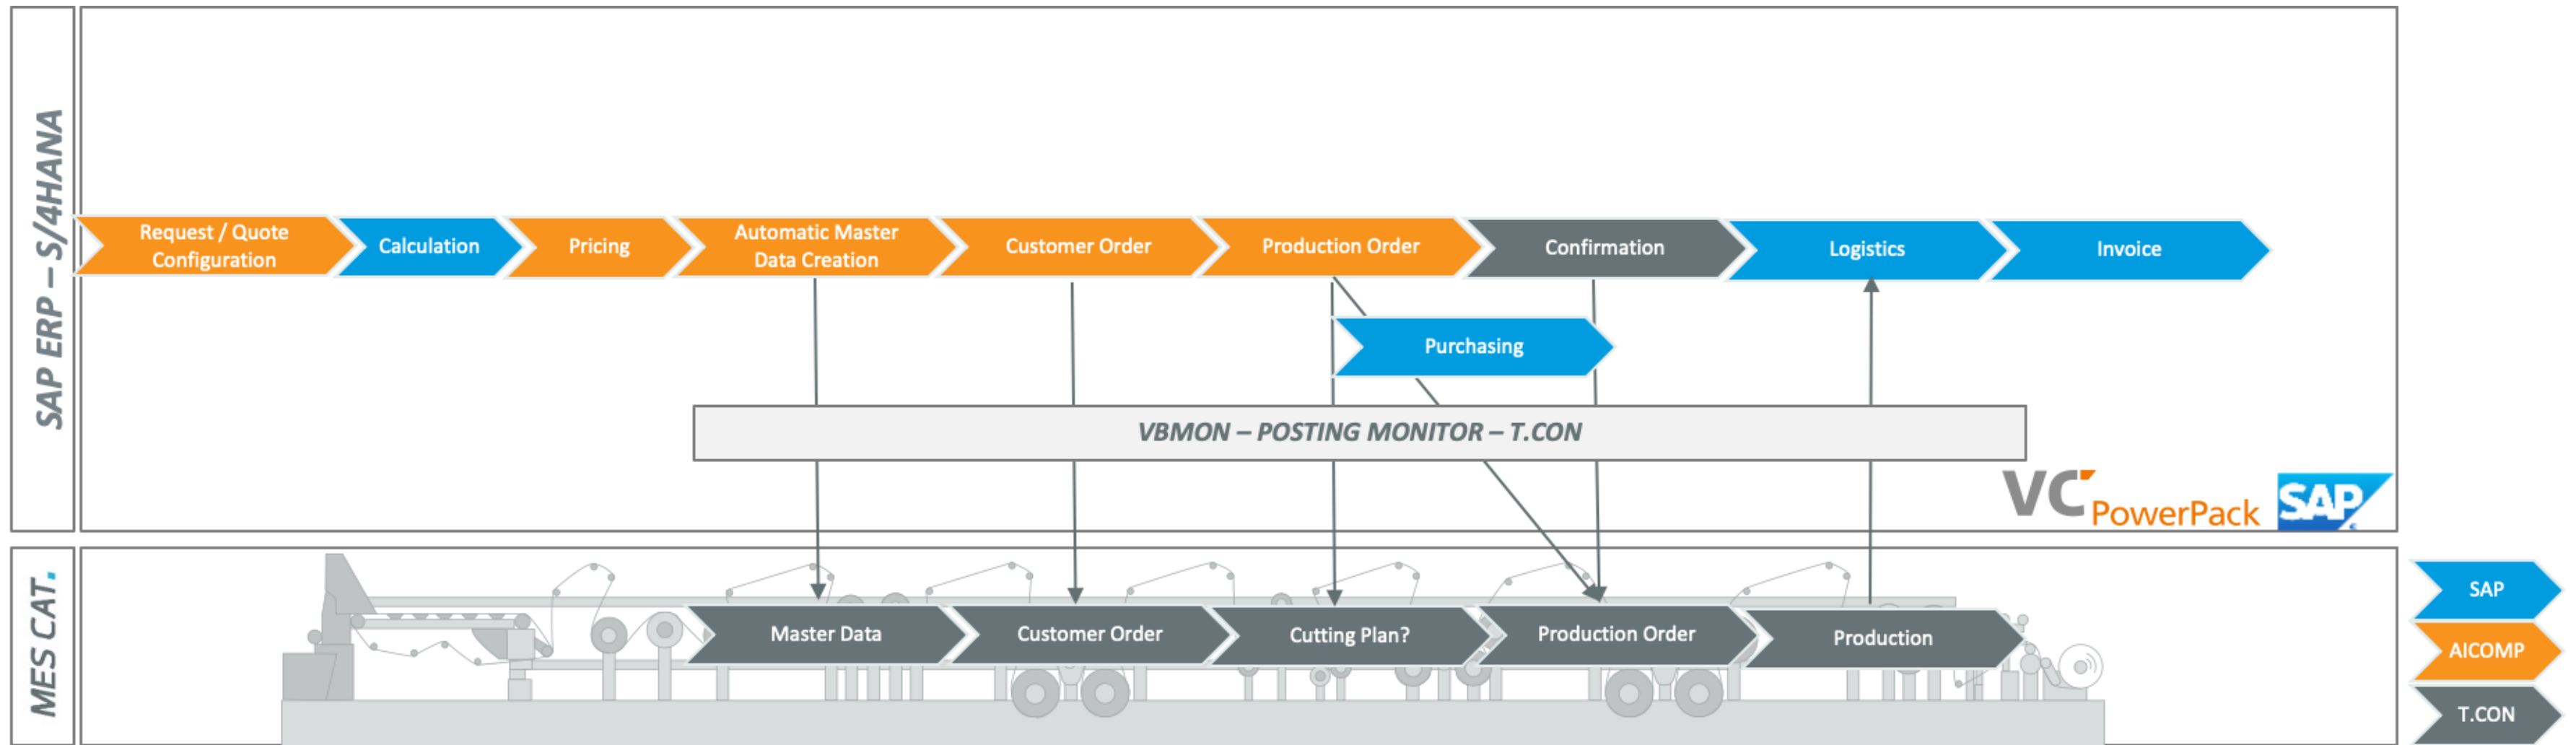 SAP ERP – S/4HANA
Request / Quote
Configuration
Calculation
Pricing
Automatic Master
Data Creation
Customer Order
Production Order
Confirmation
Logistics
Invoice
Purchasing
VBMON – POSTING MONITOR – T.CON
VC PowerPack
SAP
MES CAT.
Master Data
Customer Order
Cutting Plan?
Production Order
Production
SAP
AICOMP
T.CON